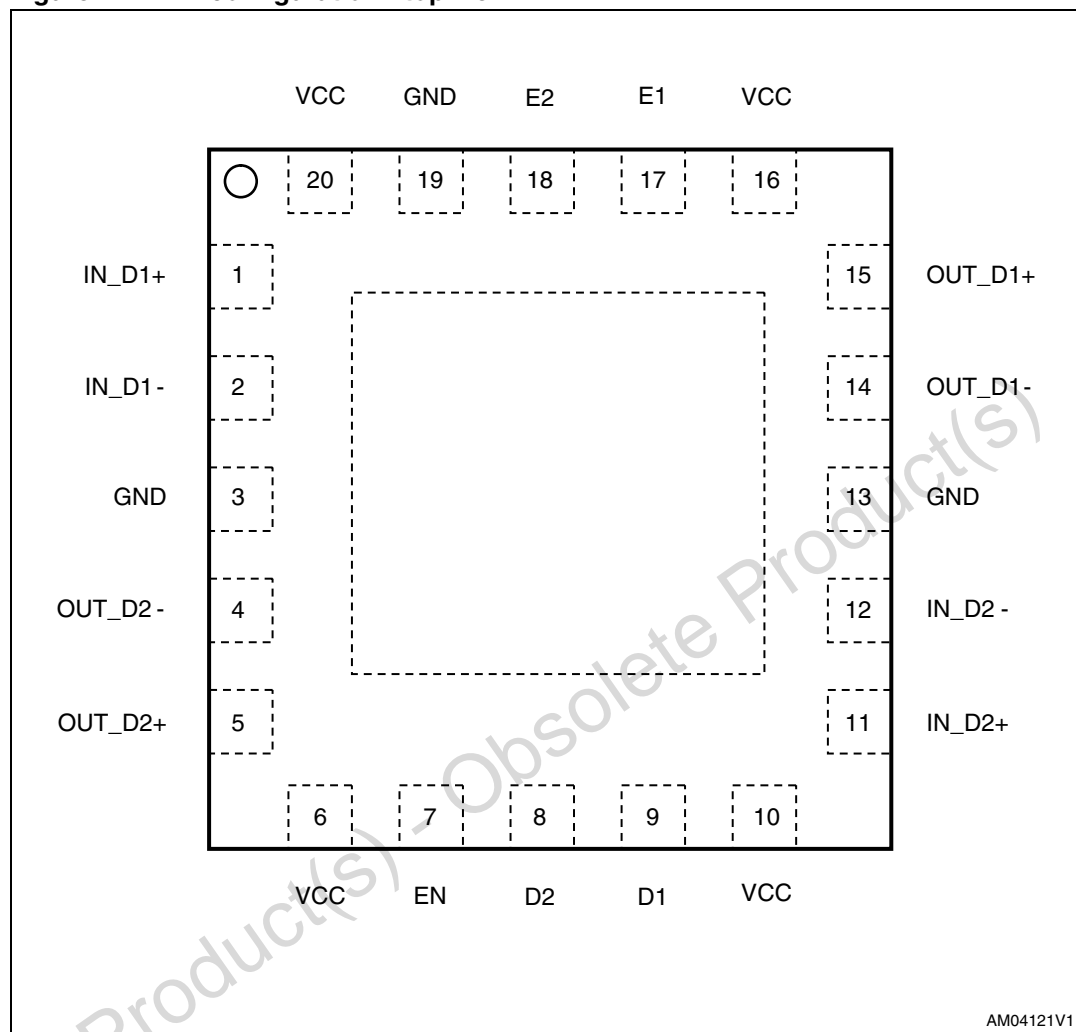 VCC GND E2 E1 VCC
20 19 18 17 16
IN_D1+ 1 15 OUT_D1+
IN_D1 - 2 14 OUT_D1-
GND 3 13 GND
OUT_D2 - 4 12 IN_D2 -
OUT_D2+ 5 11 IN_D2+
6 7 8 9 10
VCC EN D2 D1 VCC
Product(s) - Obsolete Product(s)
AM04121V1